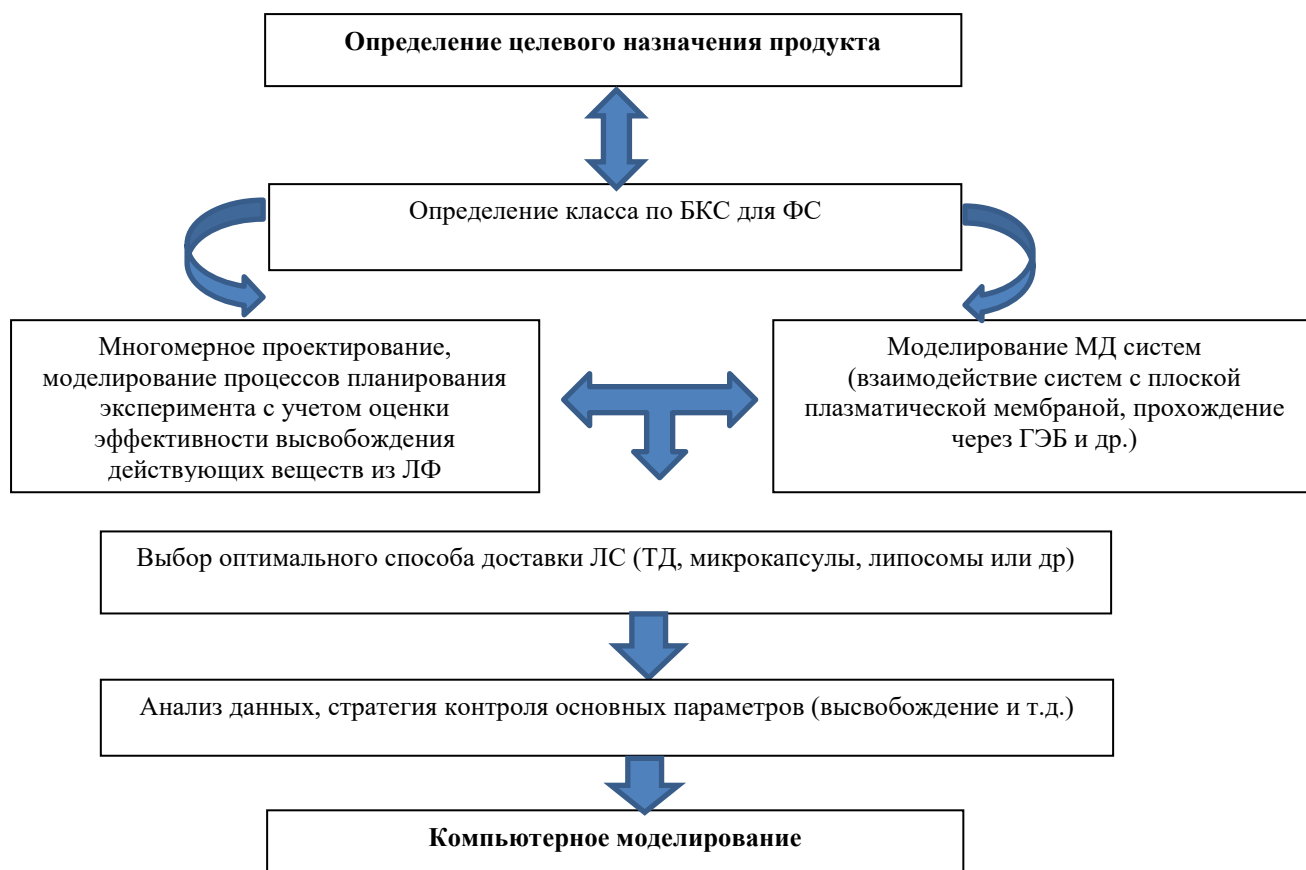 Определение целевого назначения продукта
Определение класса по БКС для ФС
Многомерное проектирование,
моделирование процессов планирования
эксперимента с учетом оценки
эффективности высвобождения
действующих веществ из ЛФ
Моделирование МД систем
(взаимодействие систем с плоской
плазматической мембраной, прохождение
через ГЭБ и др.)
Выбор оптимального способа доставки ЛС (ТД, микрокапсулы, липосомы или др)
Анализ данных, стратегия контроля основных параметров (высвобождение и т.д.)
Компьютерное моделирование